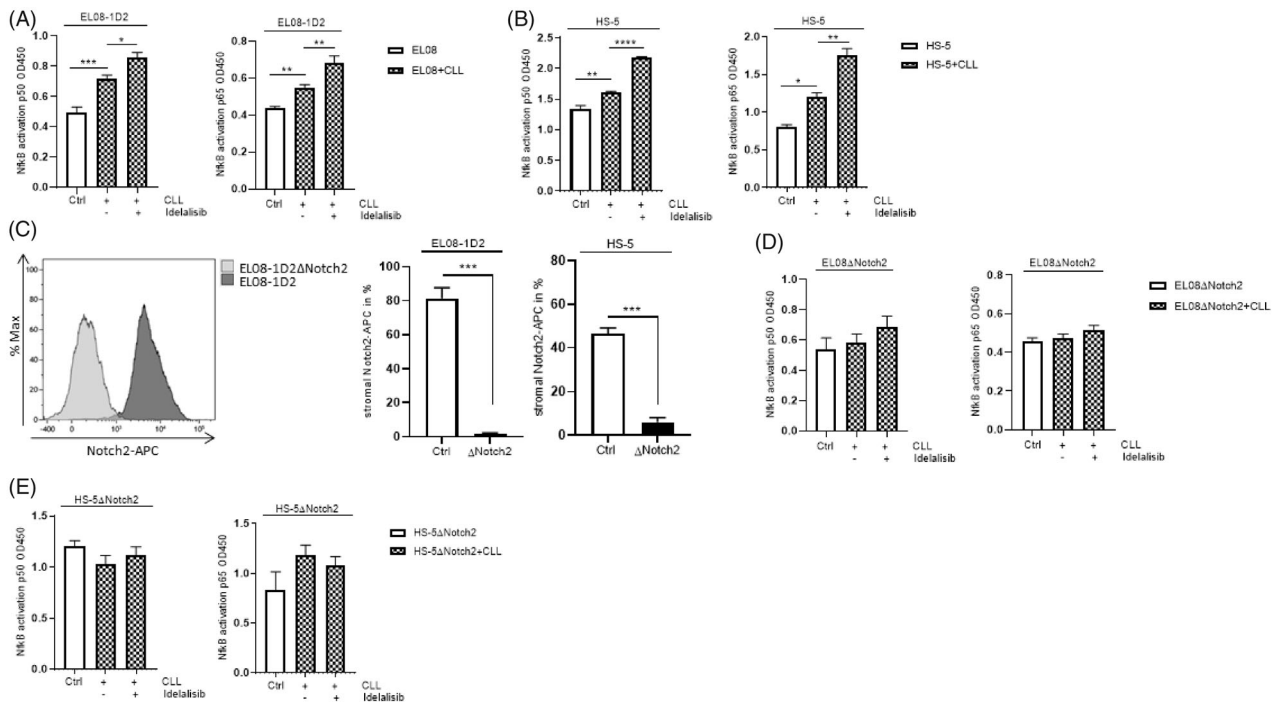 (A)
EL08-1D2
NfkB activation p50 OD450
1.0
0.8
0.6
0.4
0.2
0.0
***
*
Ctrl + +
- +
EL08-1D2
NfkB activation p65 OD450
0.8
0.6
0.4
0.2
0.0
**
**
Ctrl + + CLL
- + Idelalisib
EL08
EL08+CLL
(B)
HS-5
NfkB activation p50 OD450
2.5
2.0
1.5
1.0
0.5
0.0
**
****
Ctrl + +
- +
HS-5
NfkB activation p65 OD450
2.0
1.5
1.0
0.5
0.0
*
**
Ctrl + + CLL
- + Idelalisib
HS-5
HS-5+CLL
(C)
% Max
100
80
60
40
20
0
-400 0 10³ 10⁴ 10⁵
Notch2-APC
EL08-1D2ΔNotch2
EL08-1D2
EL08-1D2
stromal Notch2-APC in %
100
80
60
40
20
0
***
Ctrl ΔNotch2
HS-5
stromal Notch2-APC in %
80
60
40
20
0
***
Ctrl ΔNotch2
(D)
EL08ΔNotch2
NfkB activation p50 OD450
1.0
0.8
0.6
0.4
0.2
0.0
Ctrl + + CLL
- + Idelalisib
EL08ΔNotch2
NfkB activation p65 OD450
0.8
0.6
0.4
0.2
0.0
Ctrl + + CLL
- + Idelalisib
EL08ΔNotch2
EL08ΔNotch2+CLL
(E)
HS-5ΔNotch2
NfkB activation p50 OD450
1.5
1.0
0.5
0.0
Ctrl + +
- +
HS-5ΔNotch2
NfkB activation p65 OD450
1.5
1.0
0.5
0.0
Ctrl + + CLL
- + Idelalisib
HS-5ΔNotch2
HS-5ΔNotch2+CLL